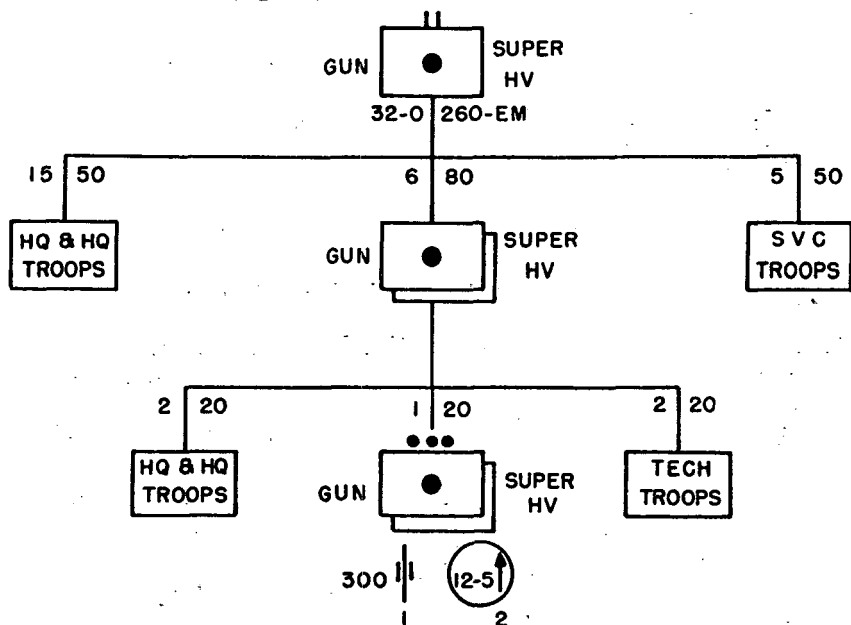 GUN SUPER
HV
32-0 260-EM
15 50 6 80 5 50
HQ & HQ
TROOPS
GUN SUPER
HV
SVC
TROOPS
2 20 1 20 2 20
HQ & HQ
TROOPS
GUN SUPER
HV
TECH
TROOPS
300 12-5
1 2